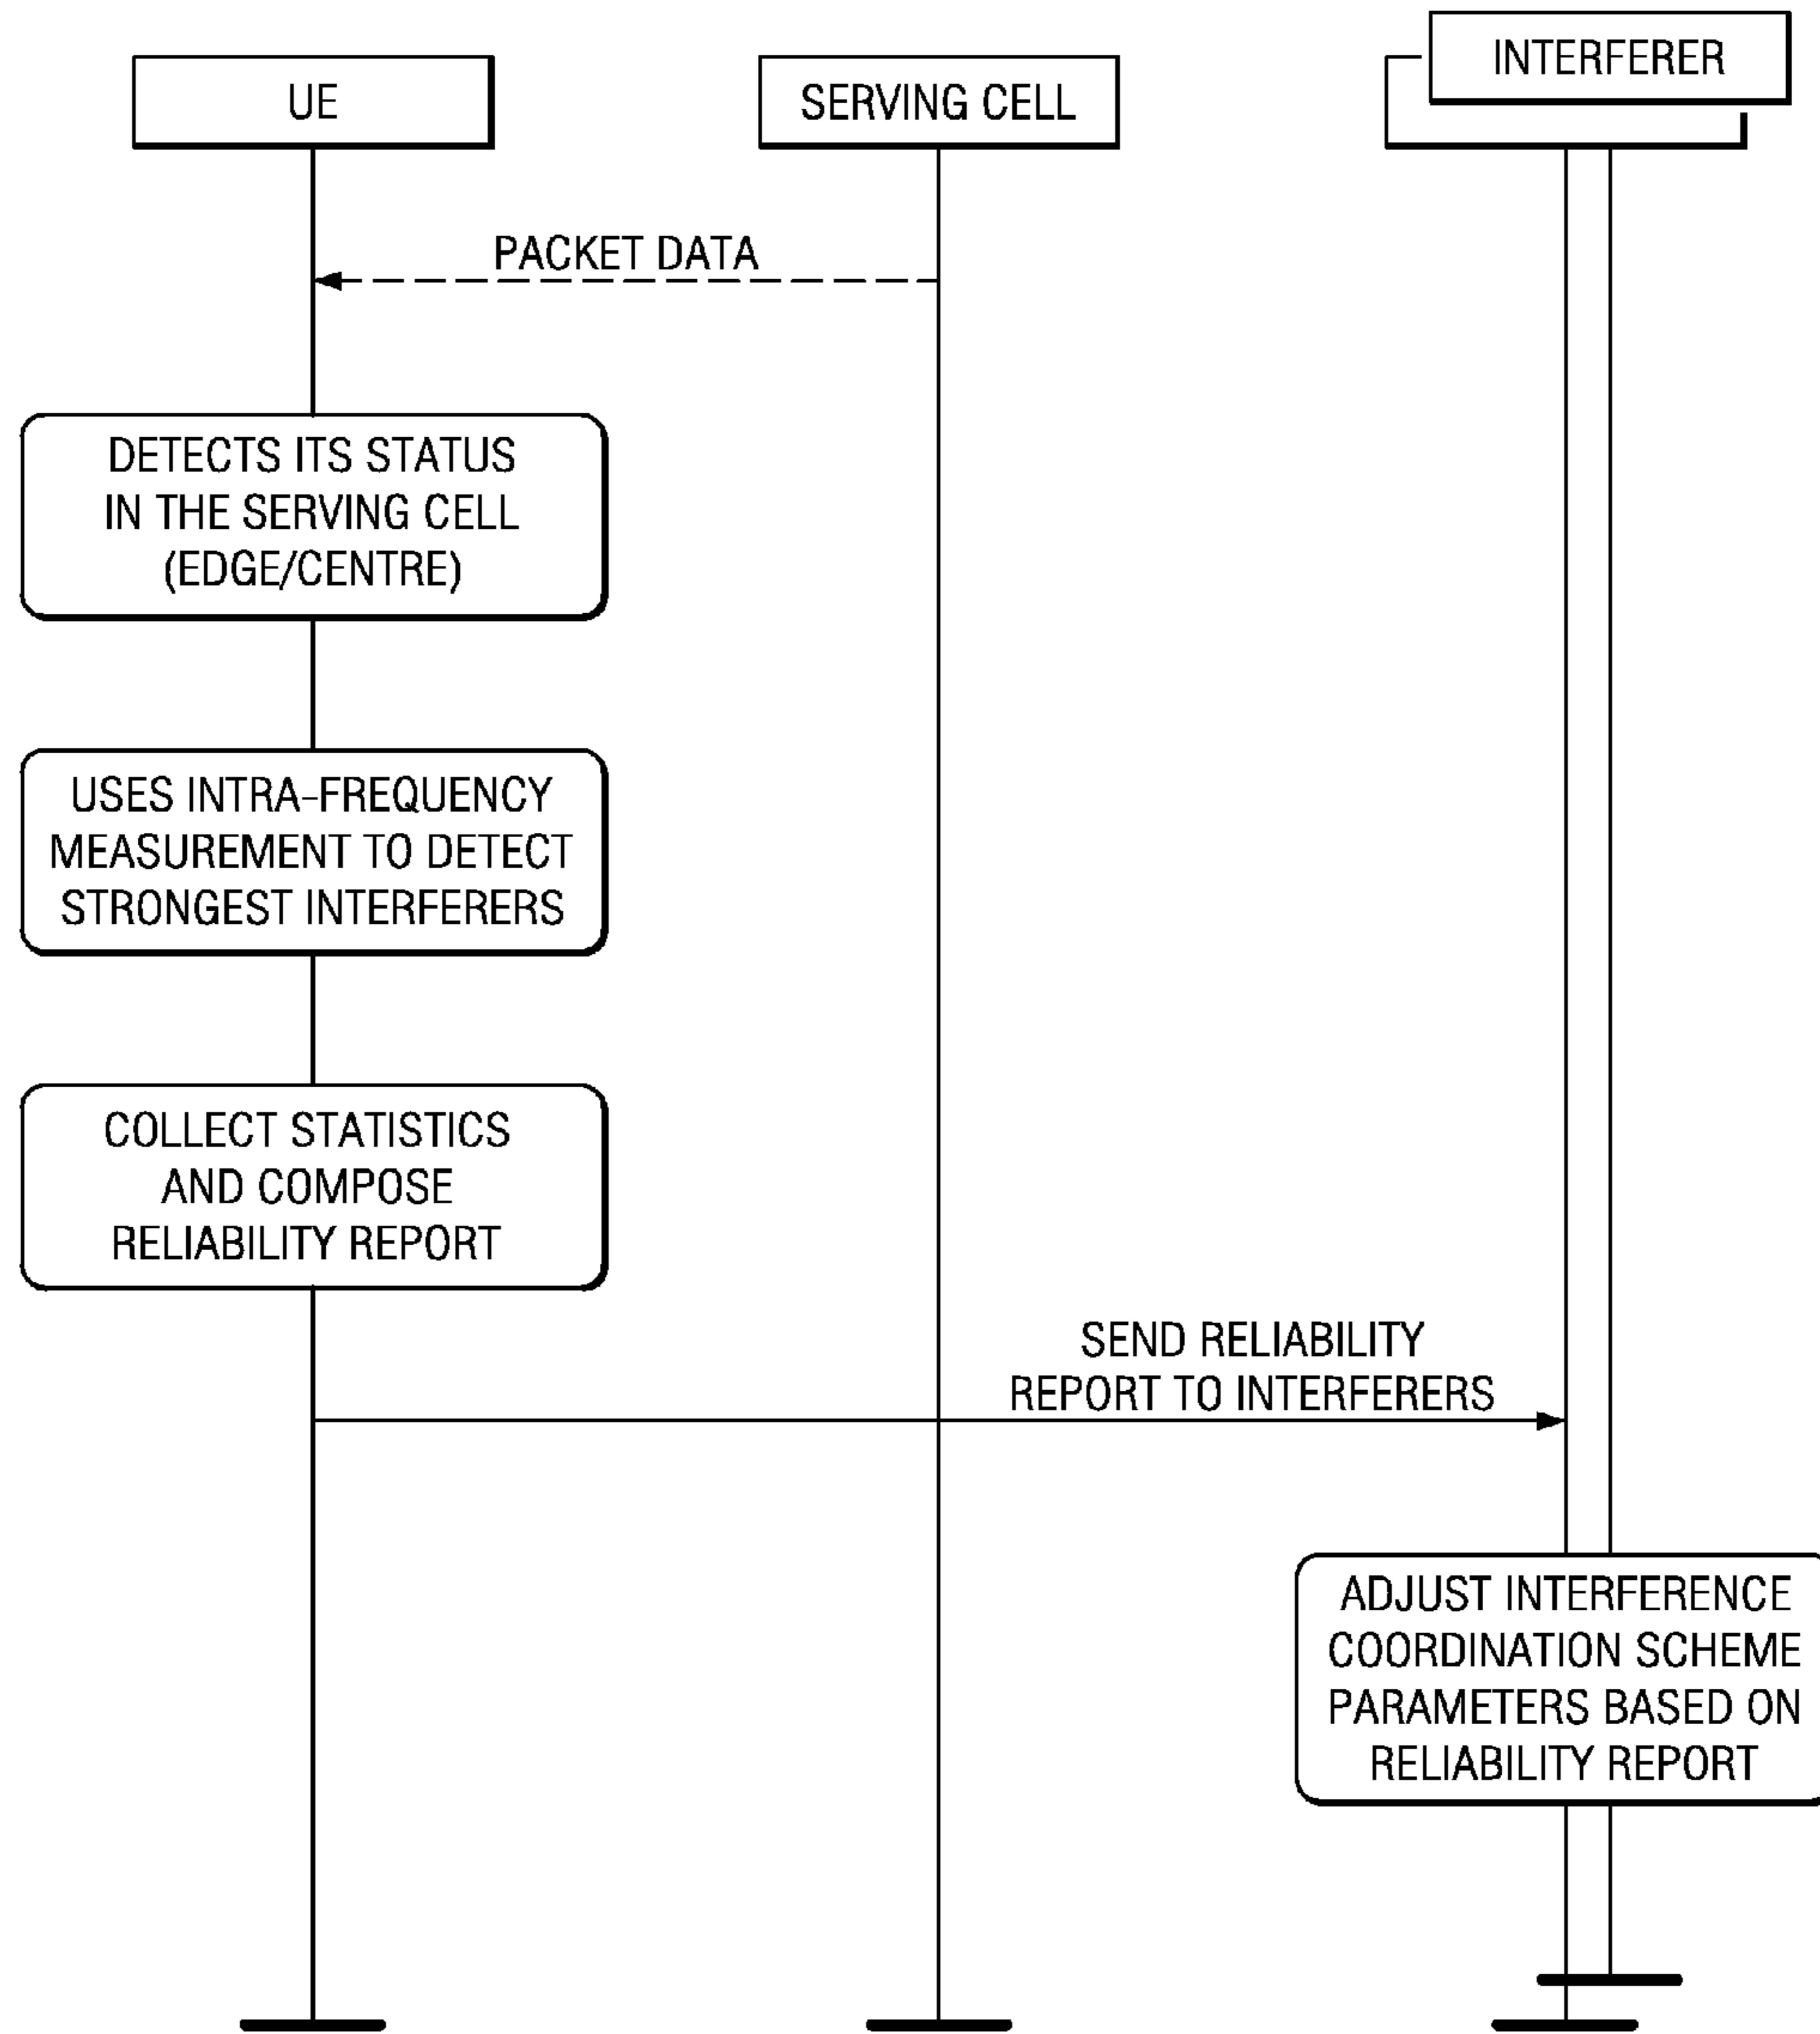 UE
SERVING CELL
INTERFERER
PACKET DATA
DETECTS ITS STATUS
IN THE SERVING CELL
(EDGE/CENTRE)
USES INTRA-FREQUENCY
MEASUREMENT TO DETECT
STRONGEST INTERFERERS
COLLECT STATISTICS
AND COMPOSE
RELIABILITY REPORT
SEND RELIABILITY
REPORT TO INTERFERERS
ADJUST INTERFERENCE
COORDINATION SCHEME
PARAMETERS BASED ON
RELIABILITY REPORT